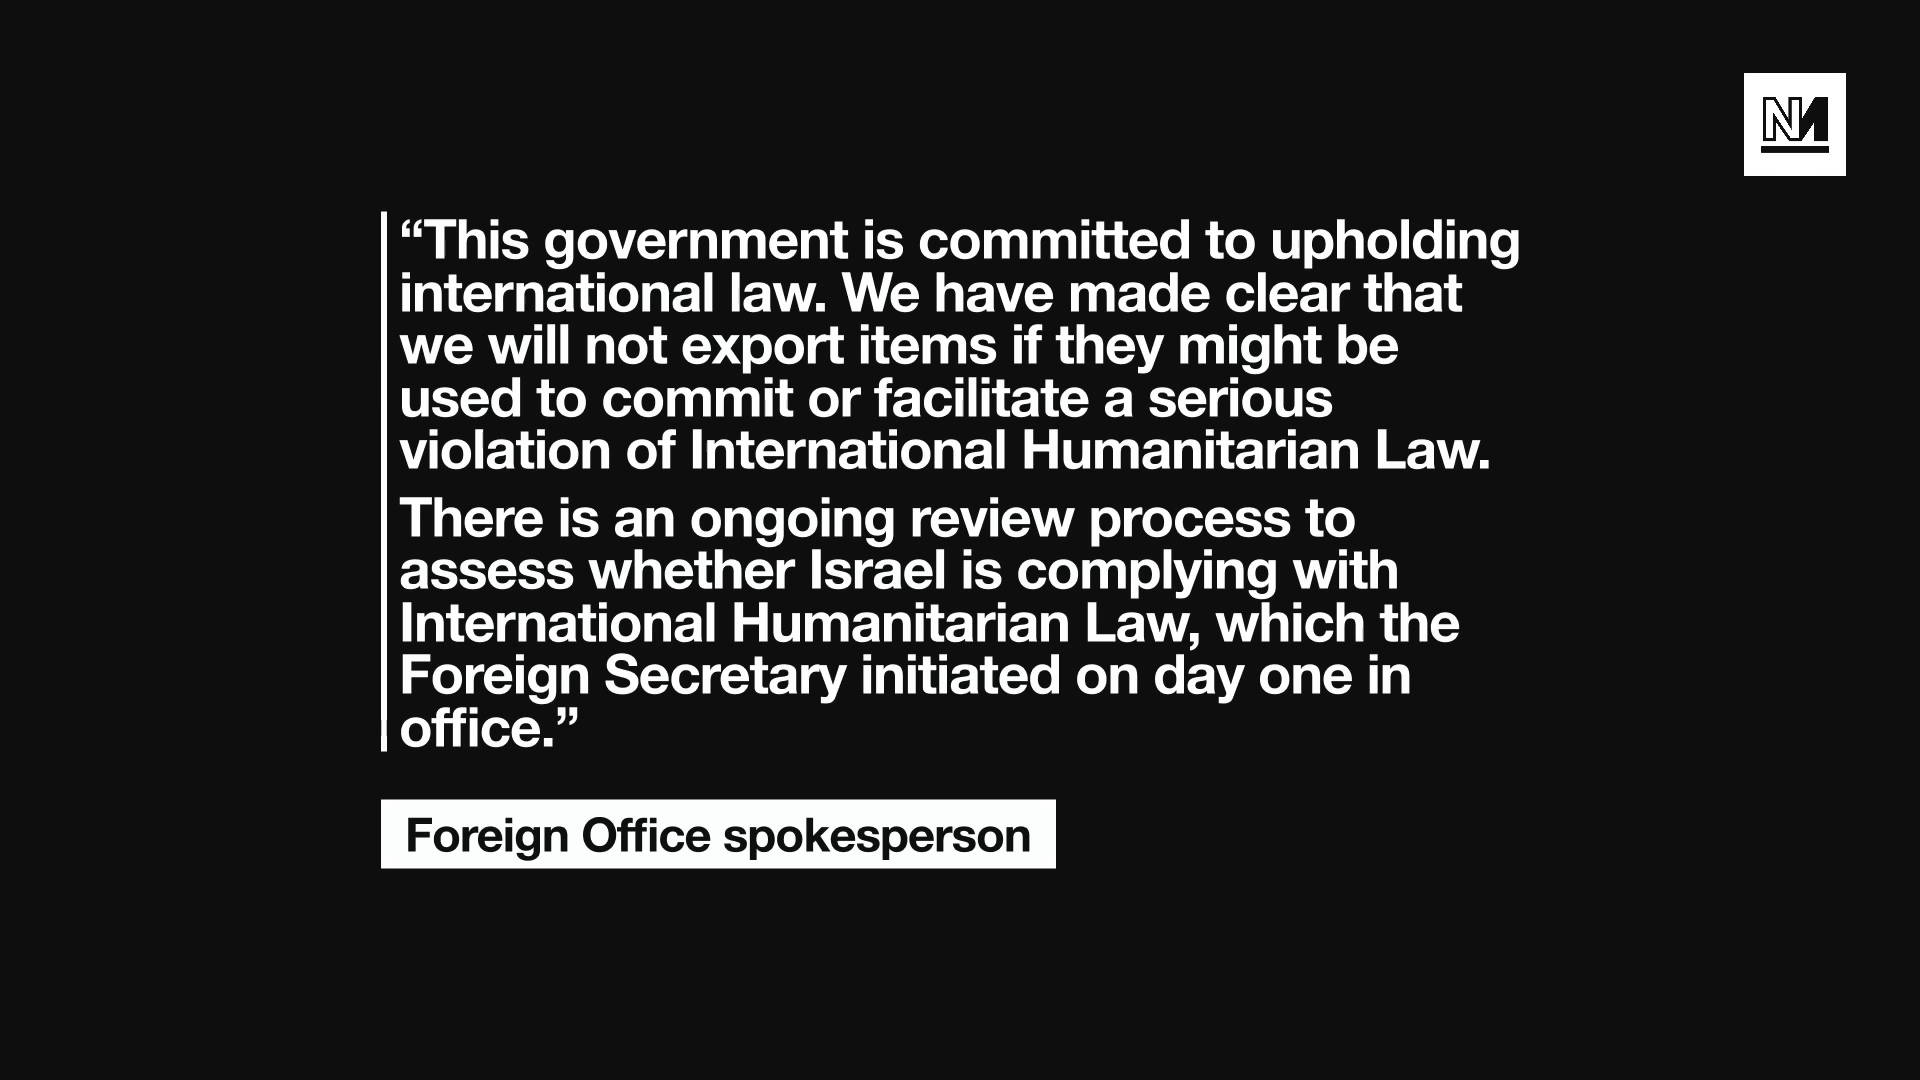 NM
“This government is committed to upholding
international law. We have made clear that
we will not export items if they might be
used to commit or facilitate a serious
violation of International Humanitarian Law.
There is an ongoing review process to
assess whether Israel is complying with
International Humanitarian Law, which the
Foreign Secretary initiated on day one in
office.”
Foreign Office spokesperson